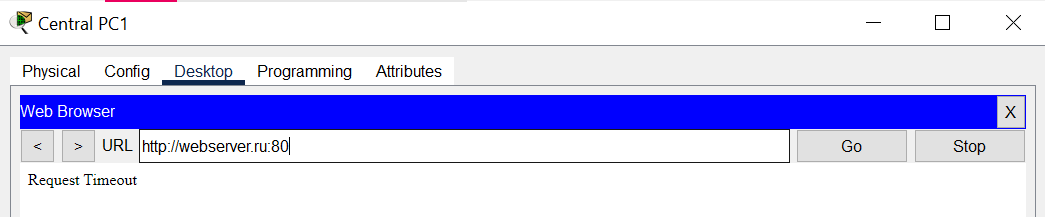 Central PC1
Physical Config Desktop Programming Attributes
Web Browser X
< > URL http://webserver.ru:80 Go Stop
Request Timeout